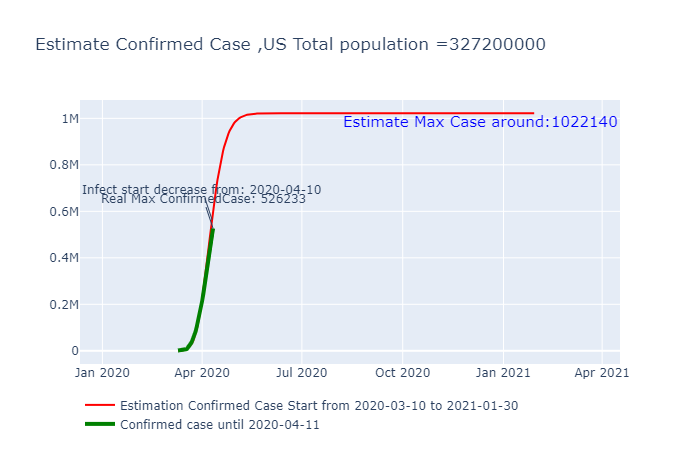 Estimate Confirmed Case ,US Total population =327200000
1M
Estimate Max Case around:1022140
0.8M
Infect start decrease from: 2020-04-10
Real Max ConfirmedCase: 526233
0.6M
0.4M
0.2M
0
Jan 2020 Apr 2020 Jul 2020 Oct 2020 Jan 2021 Apr 2021
Estimation Confirmed Case Start from 2020-03-10 to 2021-01-30
Confirmed case until 2020-04-11